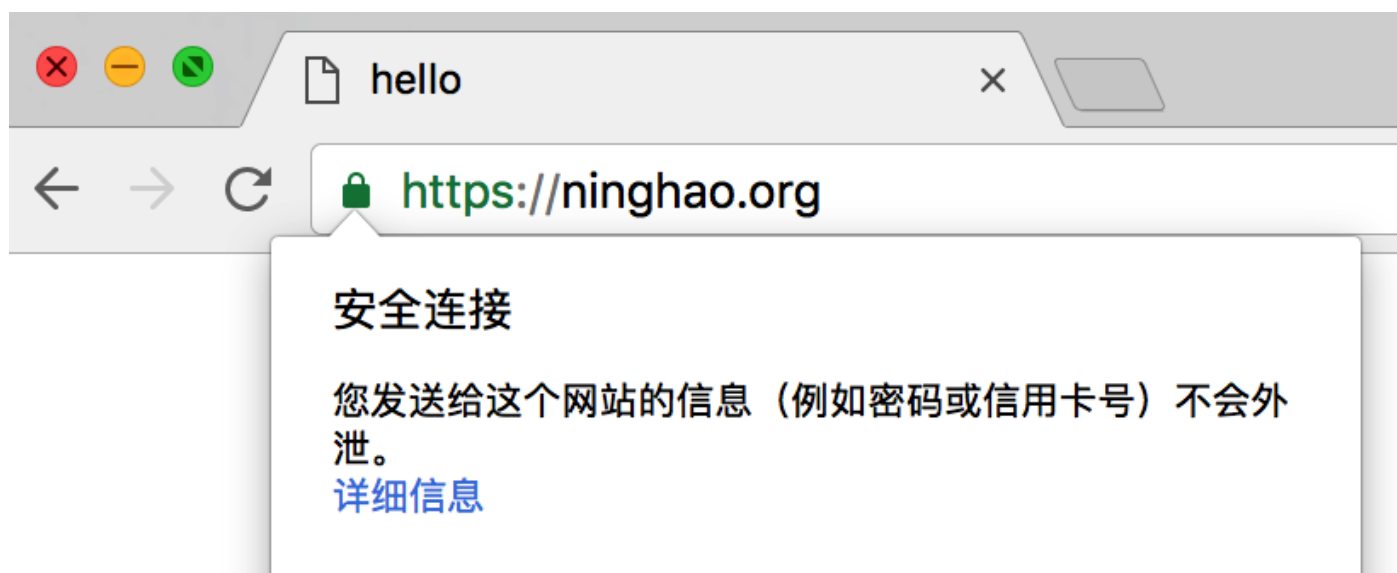 hello
https://ninghao.org
安全连接
您发送给这个网站的信息（例如密码或信用卡号）不会外
泄。
详细信息